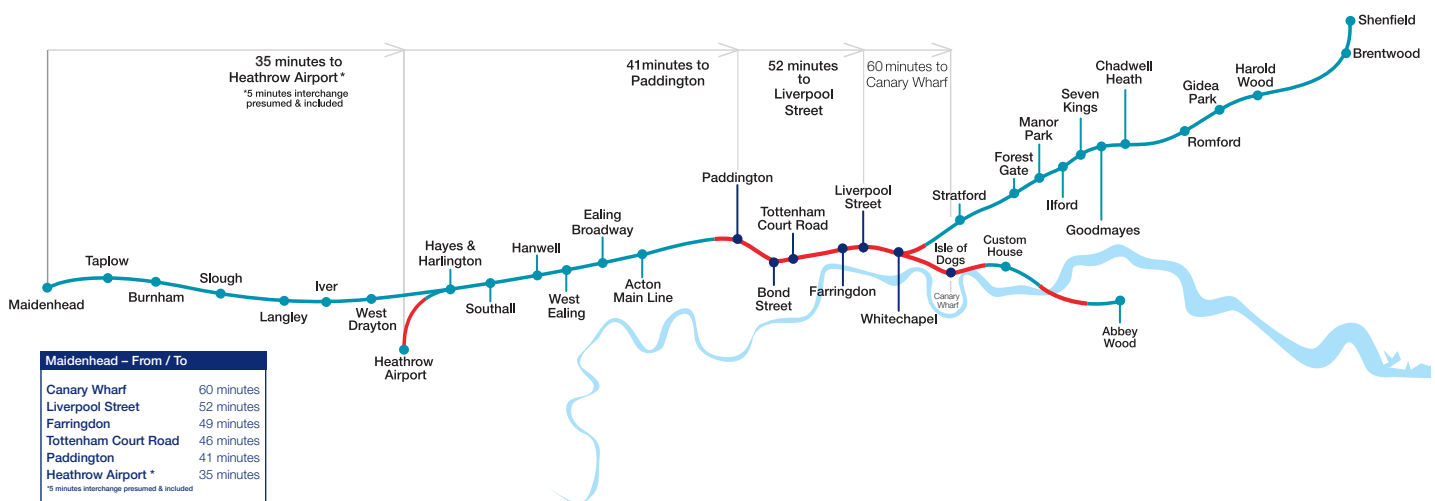 35 minutes to
Heathrow Airport *
*5 minutes interchange
presumed & included
41minutes to
Paddington
52 minutes
to
Liverpool
Street
60 minutes to
Canary Wharf
Maidenhead
Taplow
Burnham
Slough
Langley
Iver
West
Drayton
Heathrow
Airport
Hayes &
Harlington
Southall
Hanwell
West
Ealing
Ealing
Broadway
Acton
Main Line
Paddington
Bond
Street
Tottenham
Court Road
Farringdon
Liverpool
Street
Whitechapel
Stratford
Forest
Gate
Manor
Park
Ilford
Seven
Kings
Goodmayes
Chadwell
Heath
Romford
Gidea
Park
Harold
Wood
Brentwood
Shenfield
Isle of
Dogs
Canary
Wharf
Custom
House
Abbey
Wood
Maidenhead – From / To
Canary Wharf 60 minutes
Liverpool Street 52 minutes
Farringdon 49 minutes
Tottenham Court Road 46 minutes
Paddington 41 minutes
Heathrow Airport * 35 minutes
*5 minutes interchange presumed & included